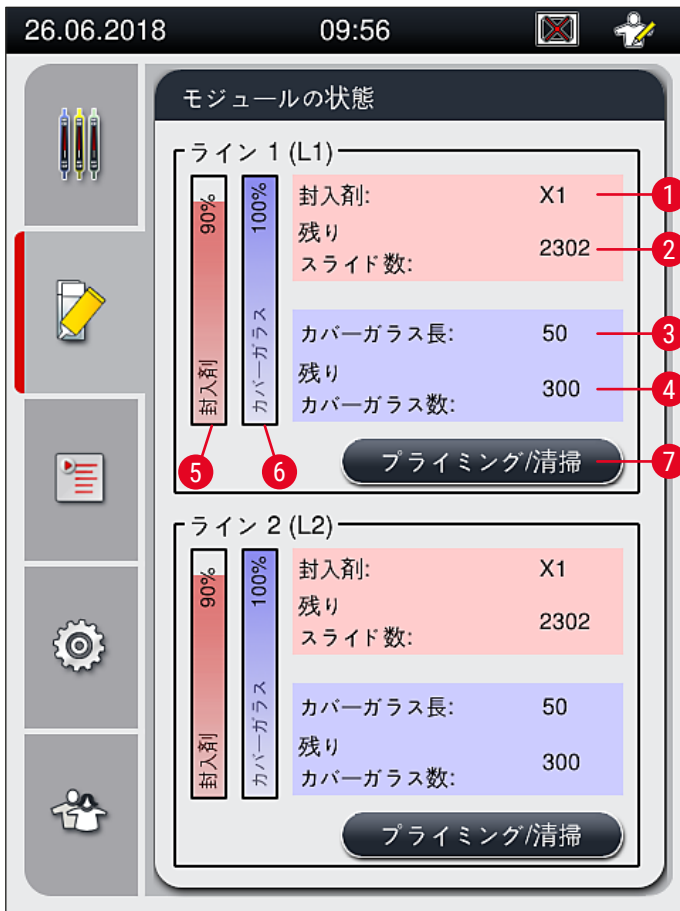 26.06.2018 09:56
モジュールの状態
ライン 1 (L1)
90%
封入剤
100%
カバーガラス
封入剤: X1
残り
スライド数: 2302
カバーガラス長: 50
残り
カバーガラス数: 300
プライミング/清掃
1
2
3
4
5
6
7
ライン 2 (L2)
90%
封入剤
100%
カバーガラス
封入剤: X1
残り
スライド数: 2302
カバーガラス長: 50
残り
カバーガラス数: 300
プライミング/清掃